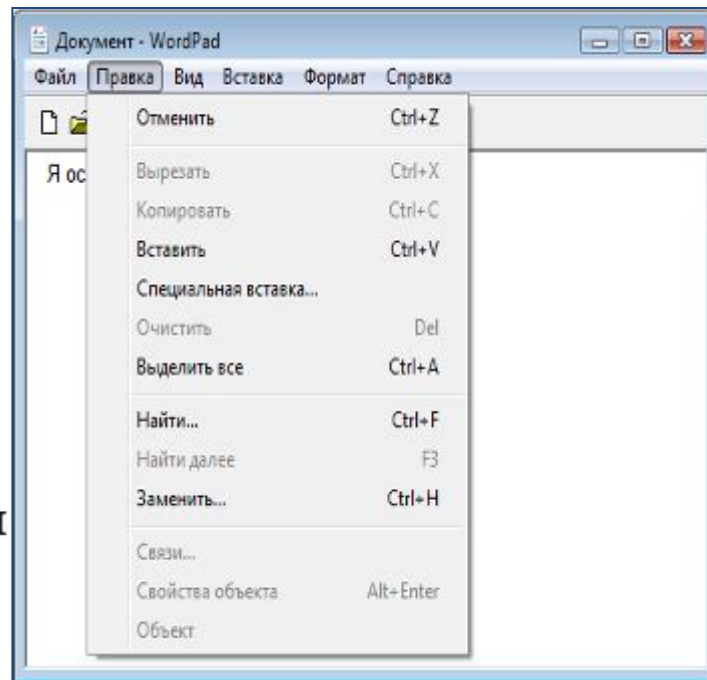 Документ - WordPad
Файл Правка Вид Вставка Формат Справка
Отменить Ctrl+Z
Я ос
Вырезать Ctrl+X
Копировать Ctrl+C
Вставить Ctrl+V
Специальная вставка...
Очистить Del
Выделить все Ctrl+A
Найти... Ctrl+F
Найти далее F3
Заменить... Ctrl+H
Связи...
Свойства объекта Alt+Enter
Объект